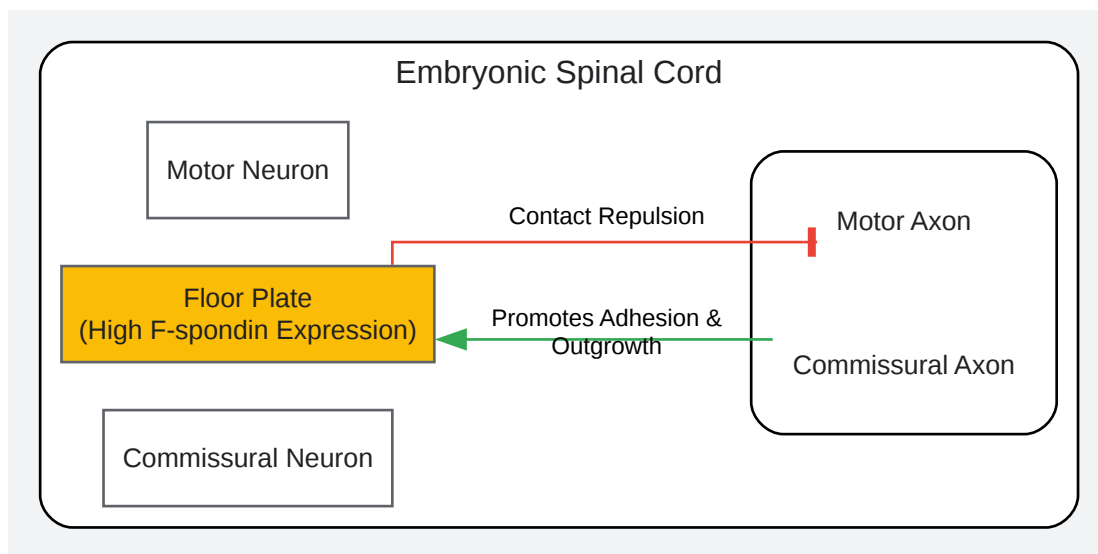 Embryonic Spinal Cord
Motor Neuron
Contact Repulsion
Motor Axon
Floor Plate
(High F-spondin Expression)
Promotes Adhesion &
Outgrowth
Commissural Axon
Commissural Neuron